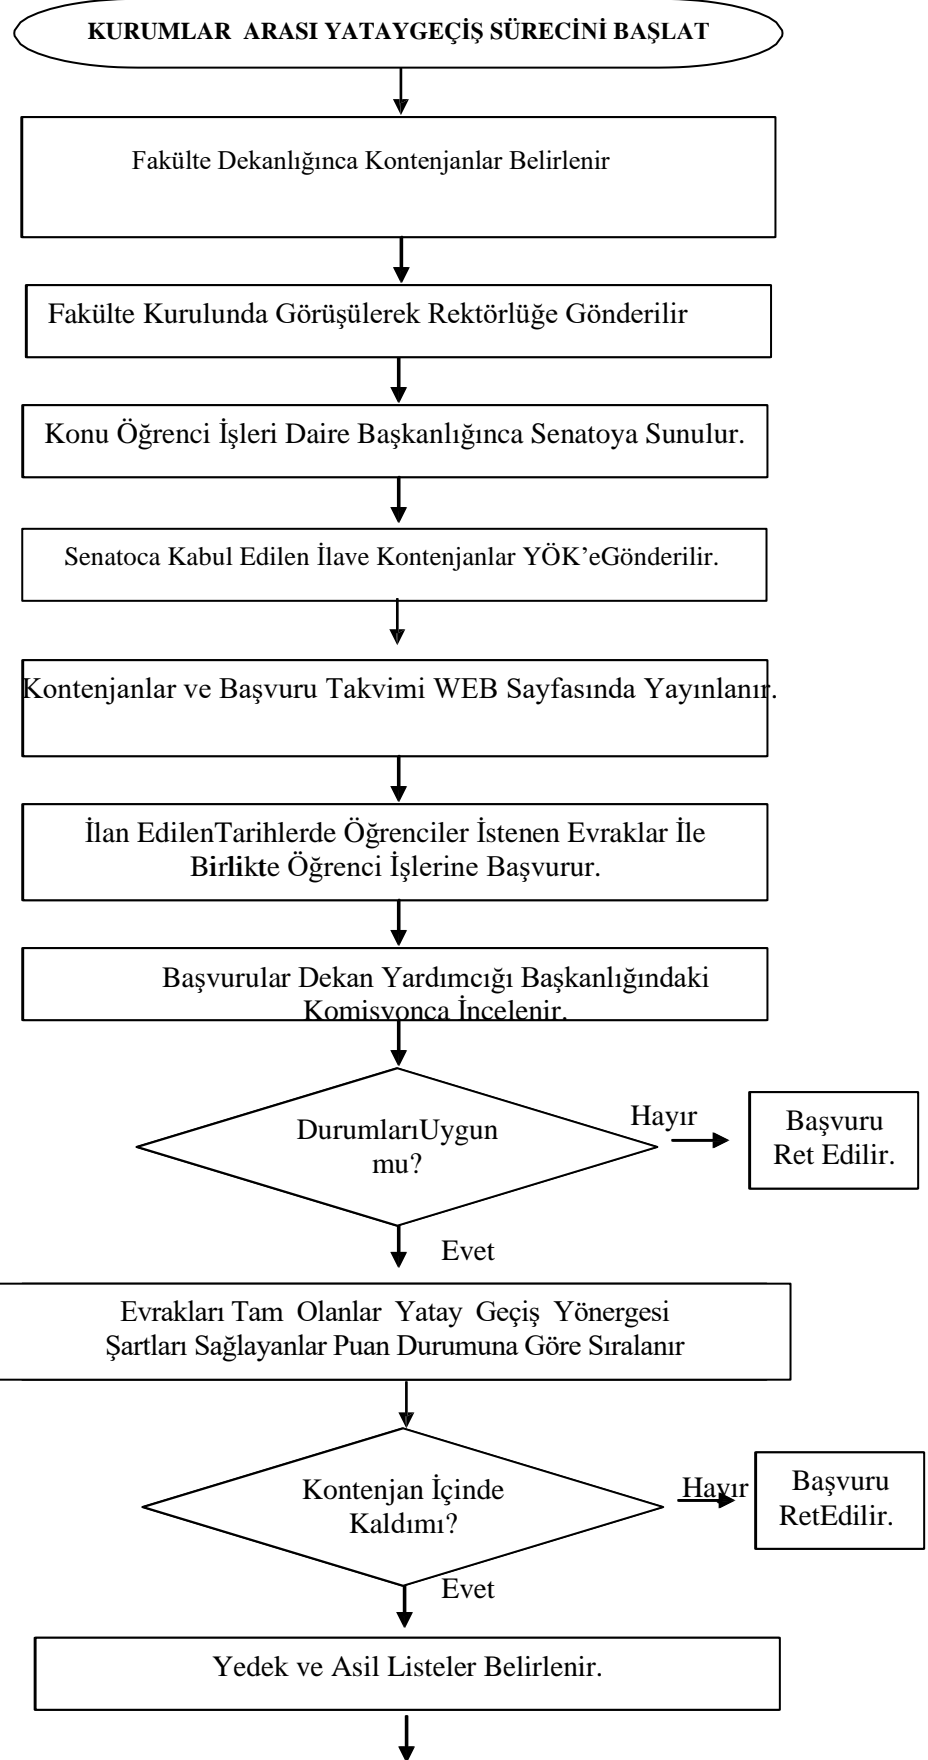 KURUMLAR ARASI YATAYGEÇİŞ SÜRECİNİ BAŞLAT
Fakülte Dekanlığınca Kontenjanlar Belirlenir
Fakülte Kurulunda Görüşülerek Rektörlüğe Gönderilir
Konu Öğrenci İşleri Daire Başkanlığınca Senatoya Sunulur.
Senatoca Kabul Edilen İlave Kontenjanlar YÖK’eGönderilir.
Kontenjanlar ve Başvuru Takvimi WEB Sayfasında Yayınlanır.
İlan EdilenTarihlerde Öğrenciler İstenen Evraklar İle
Birlikte Öğrenci İşlerine Başvurur.
Başvurular Dekan Yardımcığı Başkanlığındaki
Komisyonca İncelenir.
DurumlarıUygun
mu?
Hayır
Başvuru
Ret Edilir.
Evet
Evrakları Tam Olanlar Yatay Geçiş Yönergesi
Şartları Sağlayanlar Puan Durumuna Göre Sıralanır
Kontenjan İçinde
Kaldımı?
Hayır
Başvuru
RetEdilir.
Evet
Yedek ve Asil Listeler Belirlenir.